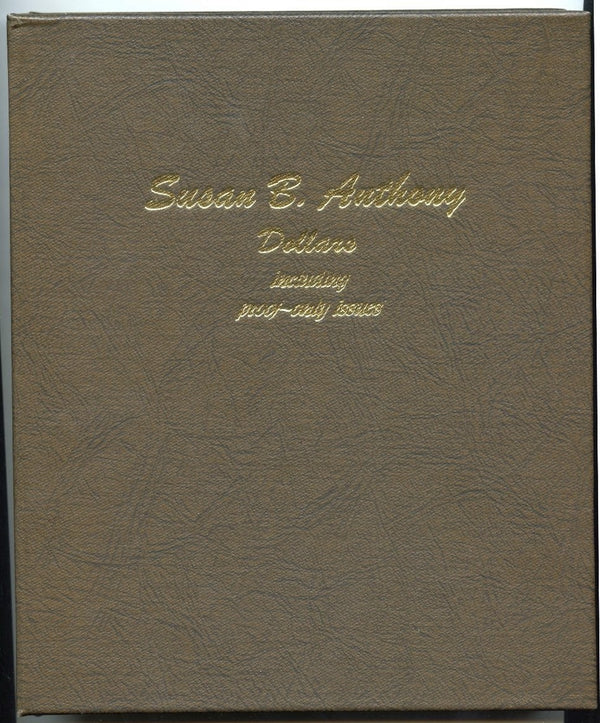 Susan B. Anthony
Dollars
including
proof-only issues